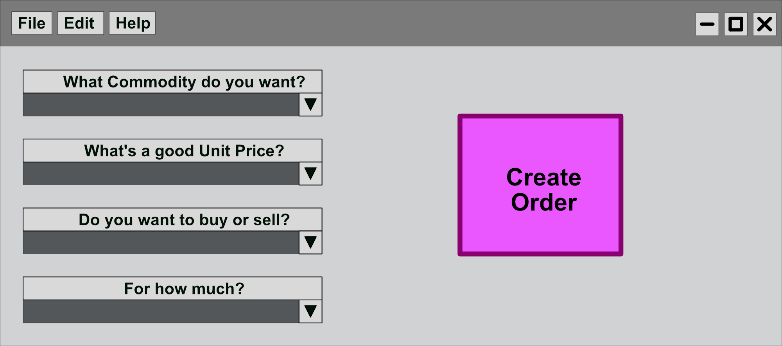 File Edit Help
What Commodity do you want?
What's a good Unit Price?
Do you want to buy or sell?
For how much?
Create
Order